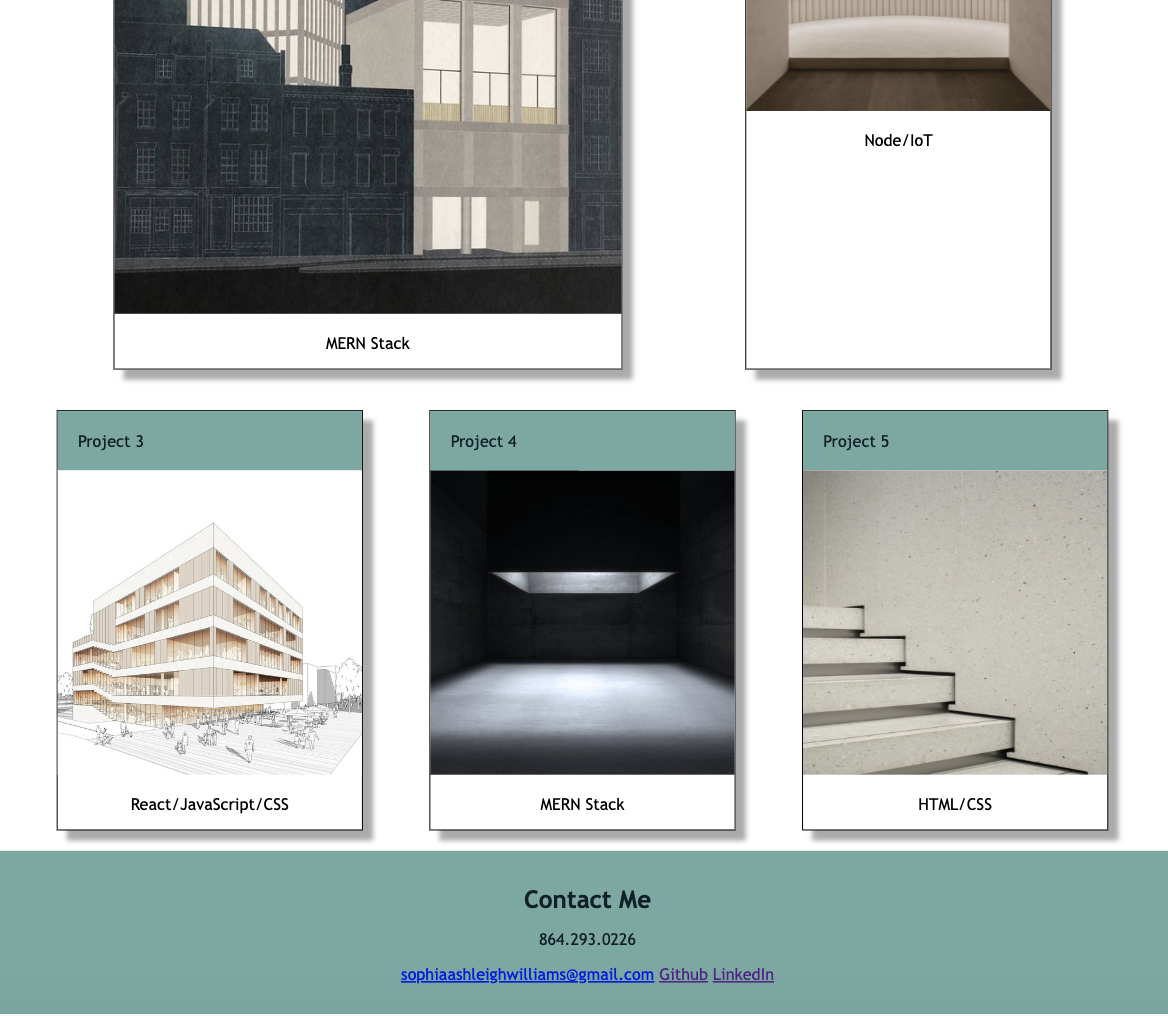 Node/IoT
MERN Stack
Project 3
Project 4
Project 5
React/JavaScript/CSS
MERN Stack
HTML/CSS
Contact Me
864.293.0226
sophiaashleighwilliams@gmail.com Github LinkedIn